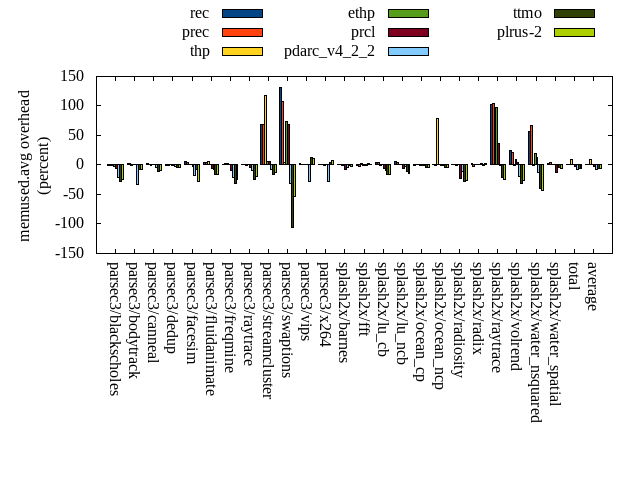 rec ethp ttmo
prec prcl plrus-2
thp pdarc_v4_2_2
memused.avg overhead
(percent)
150
100
50
0
-50
-100
-150
parsec3/blackscholes
parsec3/bodytrack
parsec3/canneal
parsec3/dedup
parsec3/facesim
parsec3/fluidanimate
parsec3/freqmine
parsec3/raytrace
parsec3/streamcluster
parsec3/swaptions
parsec3/vips
parsec3/x264
splash2x/barnes
splash2x/fft
splash2x/lu_cb
splash2x/lu_ncb
splash2x/ocean_cp
splash2x/ocean_ncp
splash2x/radiosity
splash2x/radix
splash2x/raytrace
splash2x/volrend
splash2x/water_nsquared
splash2x/water_spatial
total
average